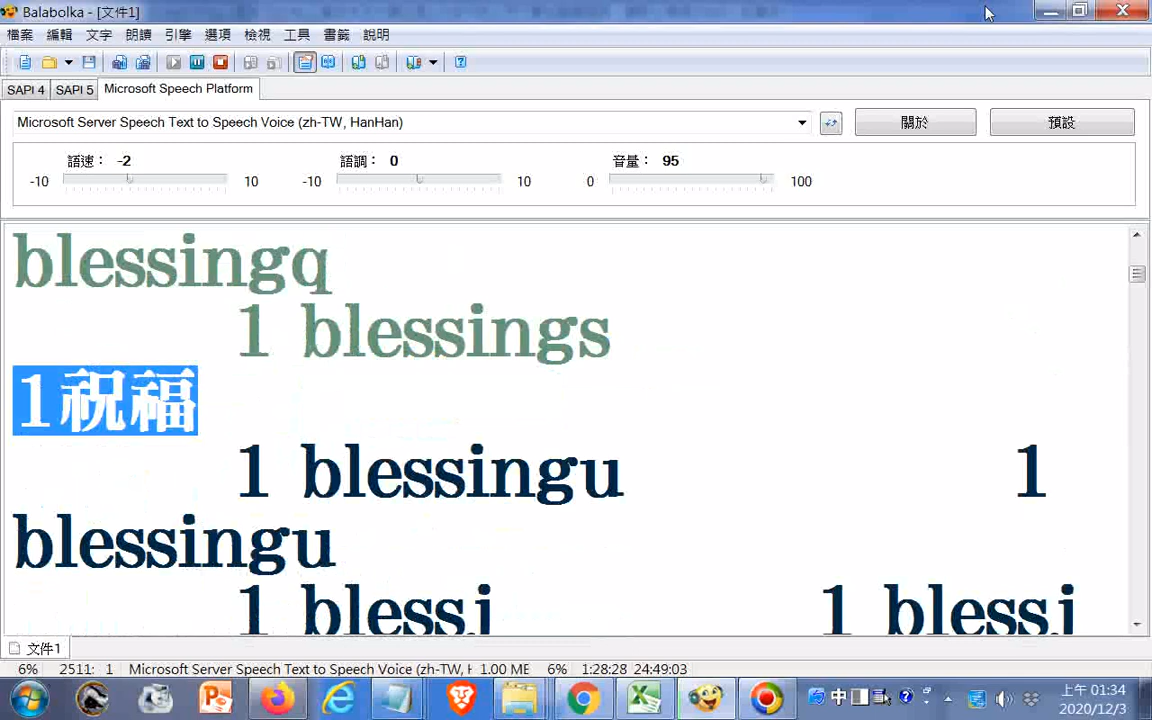 Balabolka - [文件1]
檔案 編輯 文字 朗讀 引擎 選項 檢視 工具 書籤 說明
SAPI 4 SAPI 5 Microsoft Speech Platform
Microsoft Server Speech Text to Speech Voice (zh-TW, HanHan) 關於 預設
語速： -2 語調： 0 音量： 95
-10 10 -10 10 0 100
blessingq
1 blessings
1祝福
1 blessingu 1
blessingu
1 blessj 1 blessj
文件1
6% 2511: 1 Microsoft Server Speech Text to Speech Voice (zh-TW, H 1.00 ME 6% 1:28:28 24:49:03
中 上午 01:34
2020/12/3